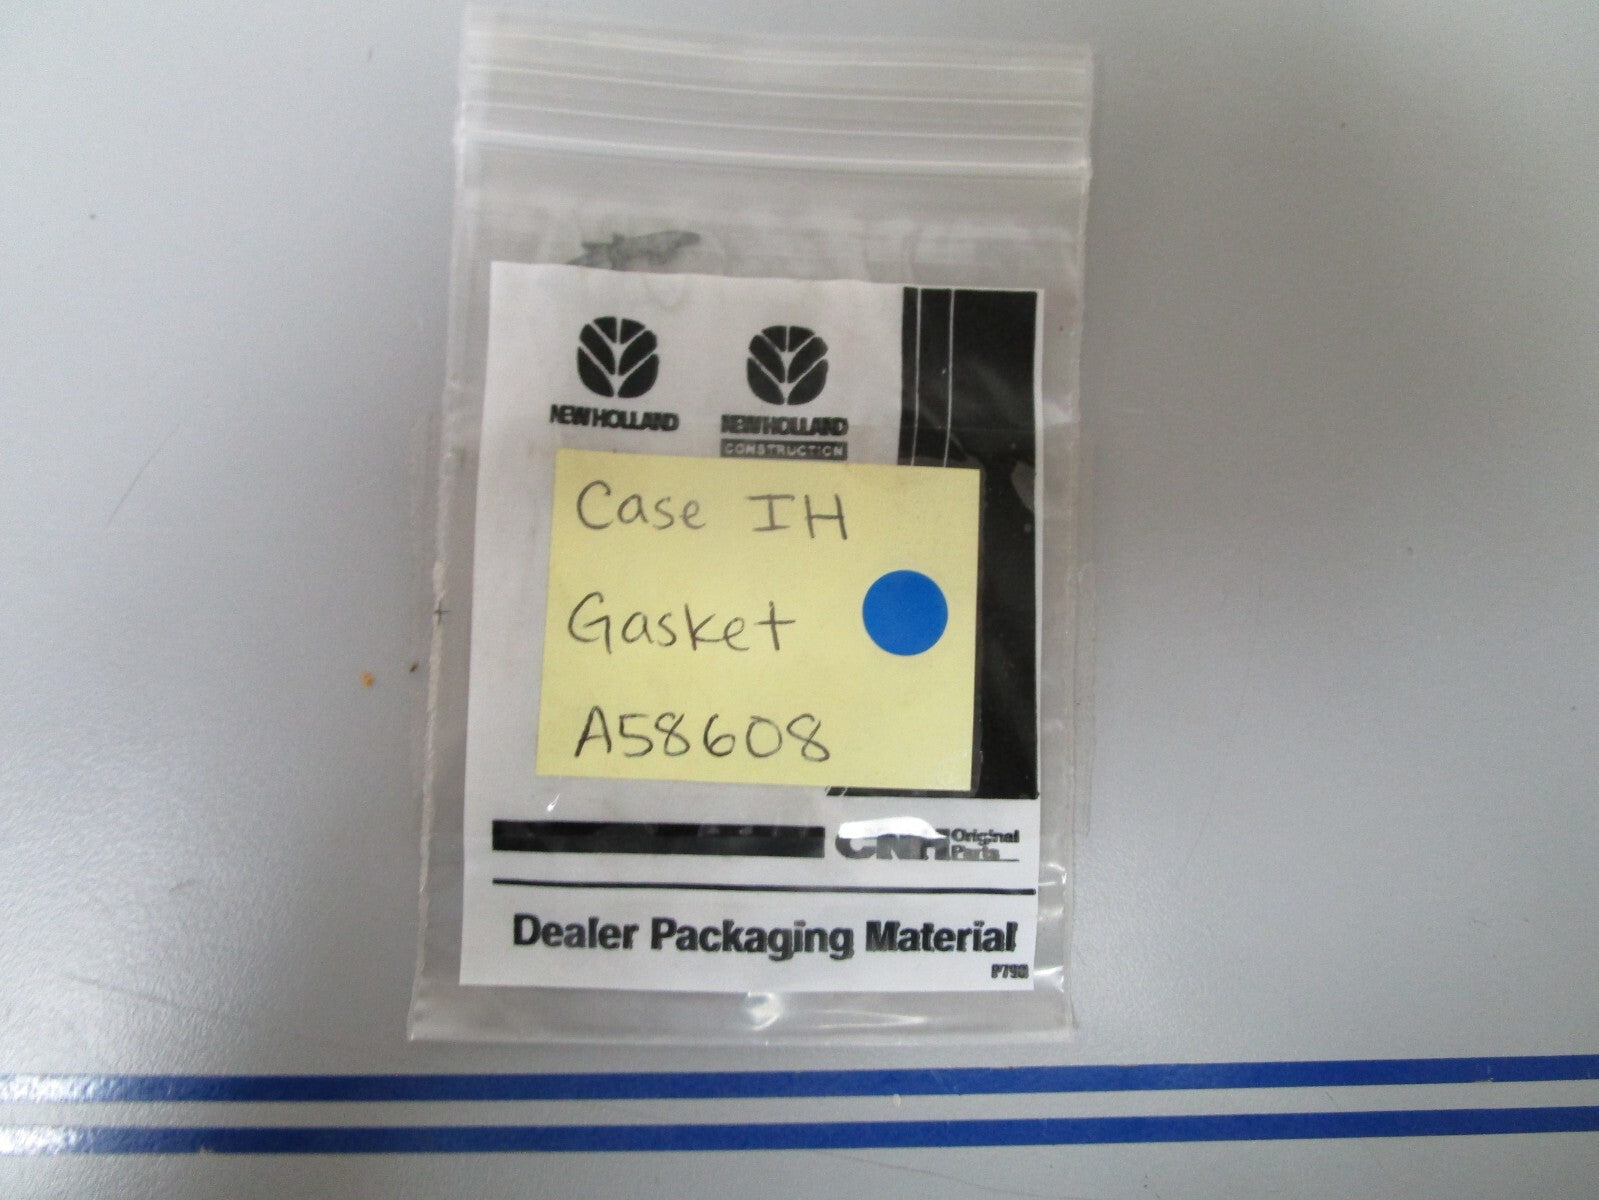 NEW HOLLAND
NEW HOLLAND
CONSTRUCTION
Case IH
Gasket
A58608
CNH Original
Parts
Dealer Packaging Material